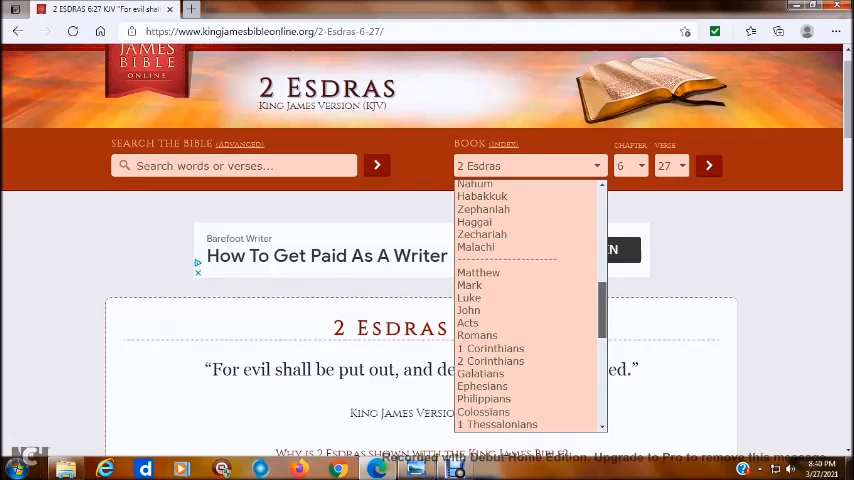 2 ESDRAS 6:27 KJV "For evil shall
https://www.kingjamesbibleonline.org/2-Esdras-6-27/
JAMES
BIBLE
ONLINE
2 ESDRAS
KING JAMES VERSION (KJV)
SEARCH THE BIBLE (ADVANCED)
BOOK (INDEX)
CHAPTER
VERSE
Search words or verses...
2 Esdras
6
27
Nahum
Habakkuk
Zephaniah
Haggai
Zechariah
Malachi
-------------------
Matthew
Mark
Luke
John
Acts
Romans
1 Corinthians
2 Corinthians
Galatians
Ephesians
Philippians
Colossians
1 Thessalonians
Barefoot Writer
How To Get Paid As A Writer
EN
2 ESDRAS
“For evil shall be put out, and de
ed.”
KING JAMES VERSIO
WHY IS 2 ESDRAS SHOWN WITH THE KING JAMES BIBLE?
NCH
Recorded with Debut Home Edition. Upgrade to Pro to remove this message.
8:40 PM
3/27/2021